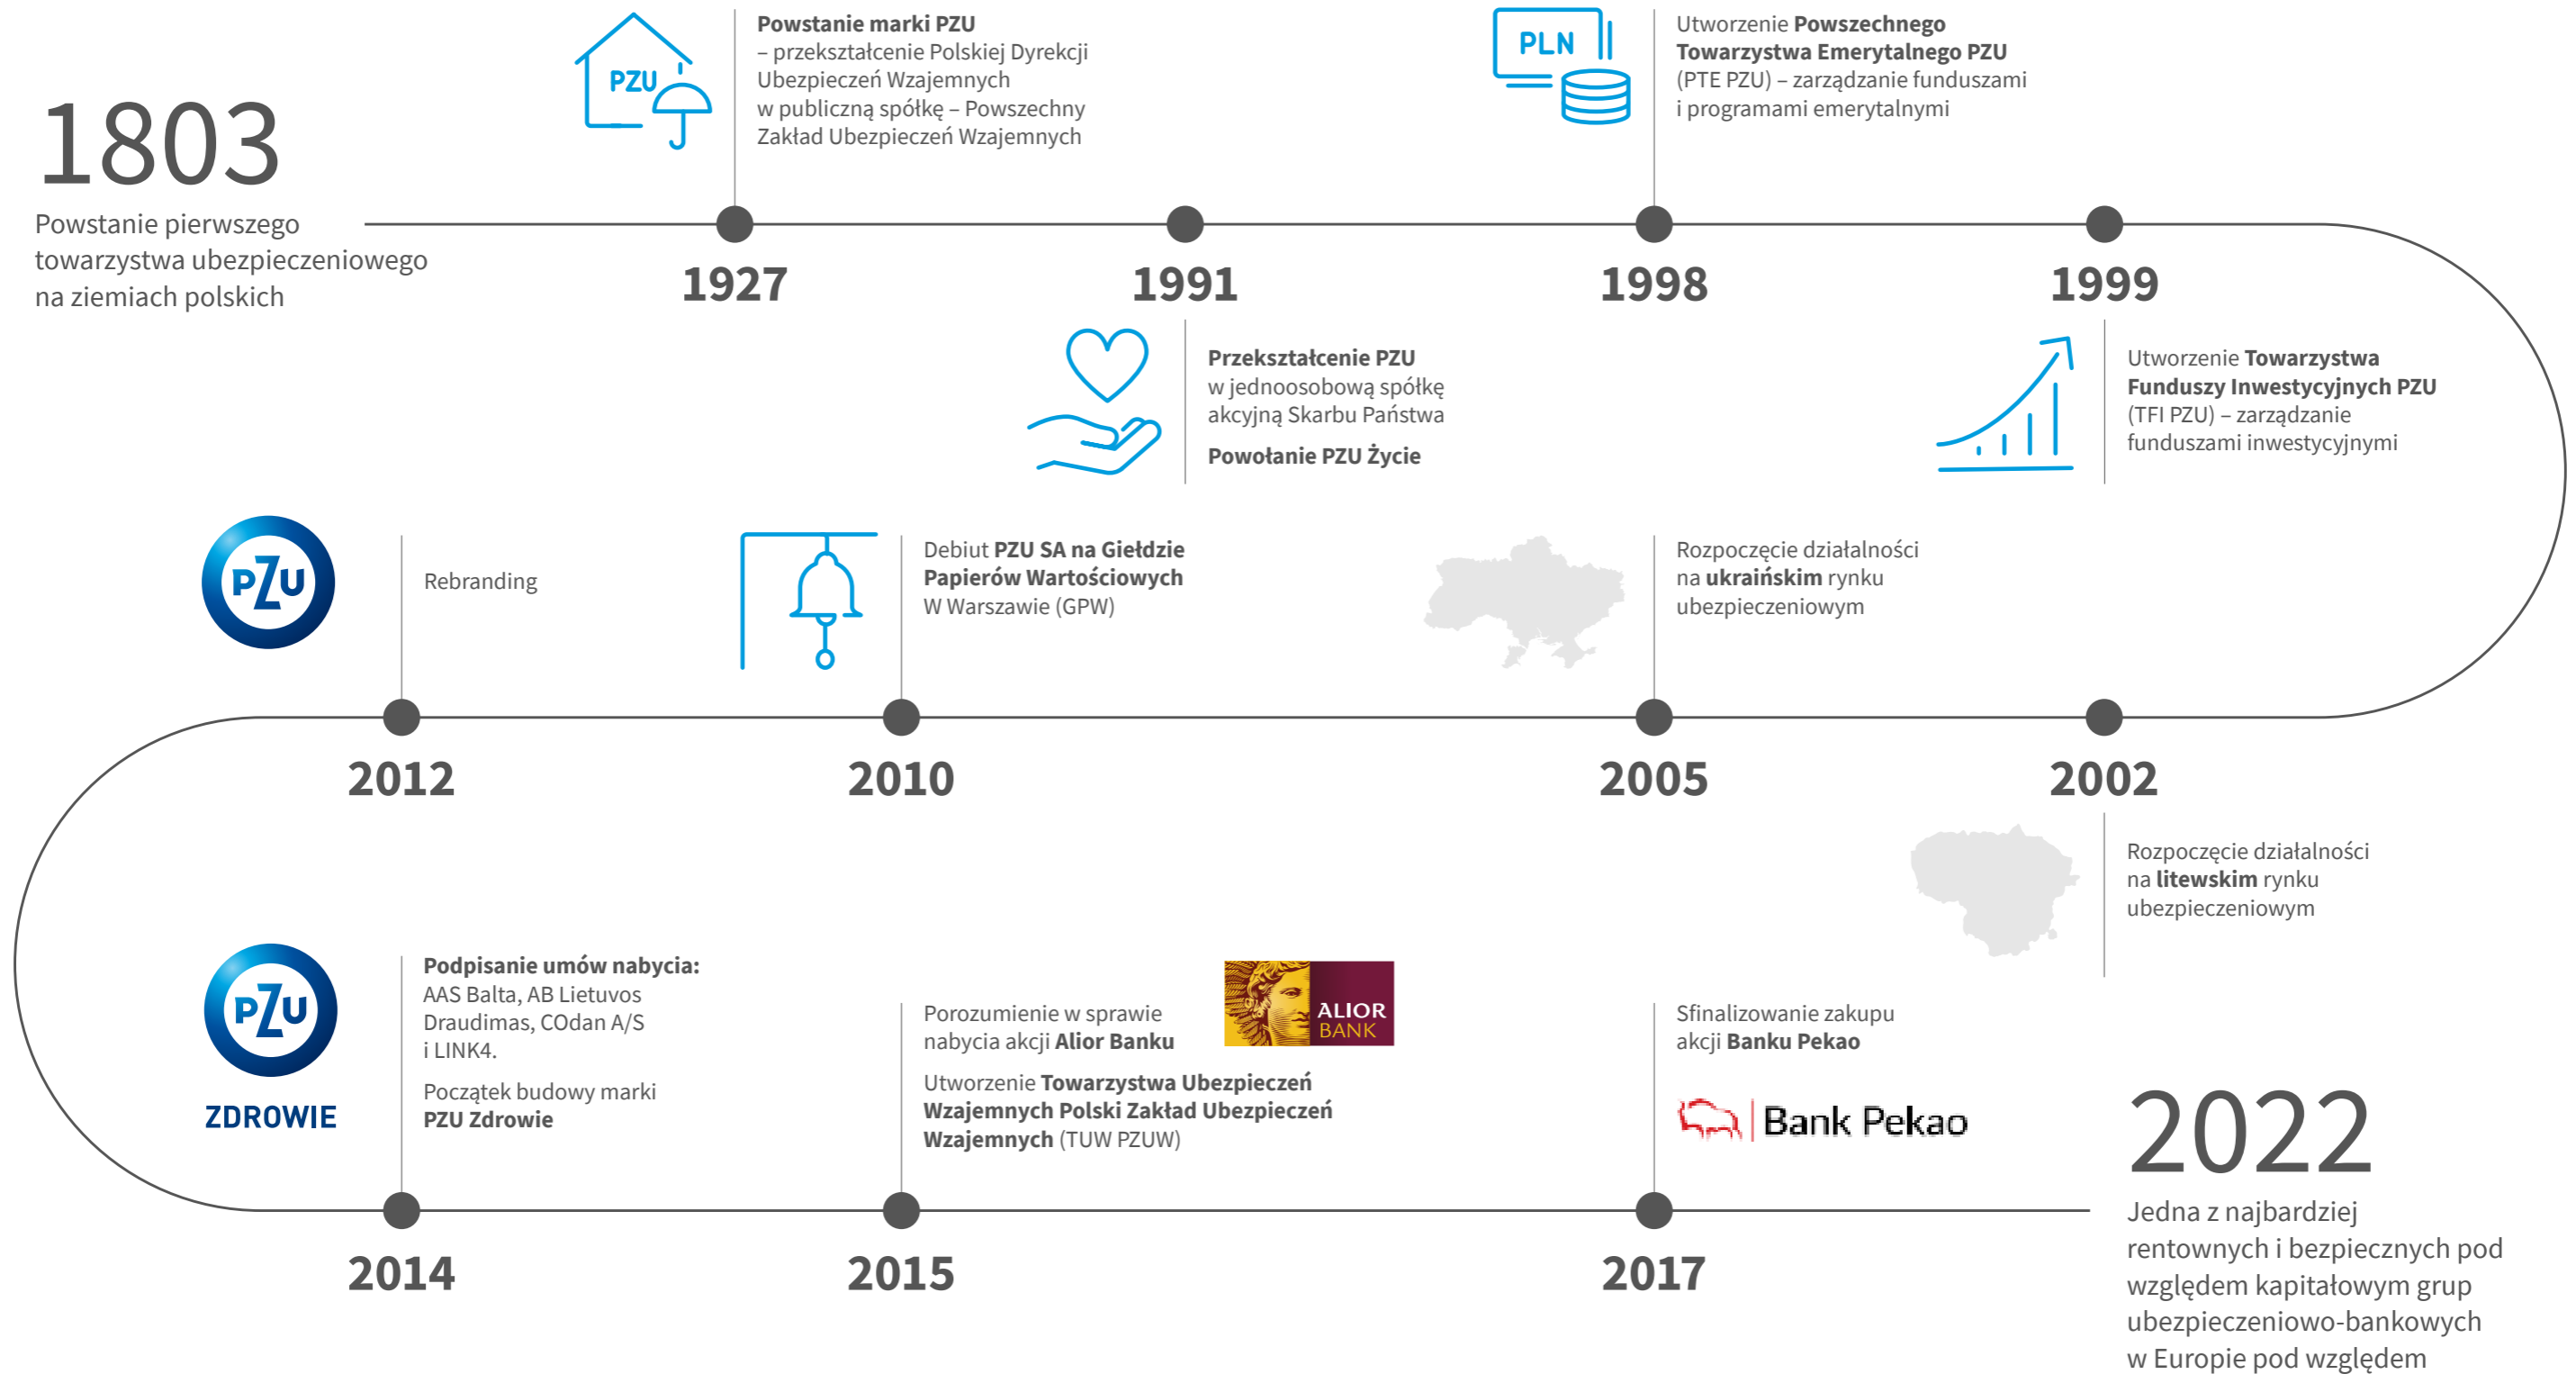 1803
Powstanie pierwszego
towarzystwa ubezpieczeniowego
na ziemiach polskich
PZU
Powstanie marki PZU
– przekształcenie Polskiej Dyrekcji
Ubezpieczeń Wzajemnych
w publiczną spółkę – Powszechny
Zakład Ubezpieczeń Wzajemnych
1927
1991
Przekształcenie PZU
w jednoosobową spółkę
akcyjną Skarbu Państwa
Powołanie PZU Życie
PLN
Utworzenie Powszechnego
Towarzystwa Emerytalnego PZU
(PTE PZU) – zarządzanie funduszami
i programami emerytalnymi
1998
1999
Utworzenie Towarzystwa
Funduszy Inwestycyjnych PZU
(TFI PZU) – zarządzanie
funduszami inwestycyjnymi
2002
Rozpoczęcie działalności
na litewskim rynku
ubezpieczeniowym
Rozpoczęcie działalności
na ukraińskim rynku
ubezpieczeniowym
2005
Debiut PZU SA na Giełdzie
Papierów Wartościowych
W Warszawie (GPW)
2010
PZU
Rebranding
2012
PZU
ZDROWIE
Podpisanie umów nabycia:
AAS Balta, AB Lietuvos
Draudimas, COdan A/S
i LINK4.
Początek budowy marki
PZU Zdrowie
2014
Porozumienie w sprawie
nabycia akcji Alior Banku
ALIOR
BANK
Utworzenie Towarzystwa Ubezpieczeń
Wzajemnych Polski Zakład Ubezpieczeń
Wzajemnych (TUW PZUW)
2015
Sfinalizowanie zakupu
akcji Banku Pekao
Bank Pekao
2017
2022
Jedna z najbardziej
rentownych i bezpiecznych pod
względem kapitałowym grup
ubezpieczeniowo-bankowych
w Europie pod względem